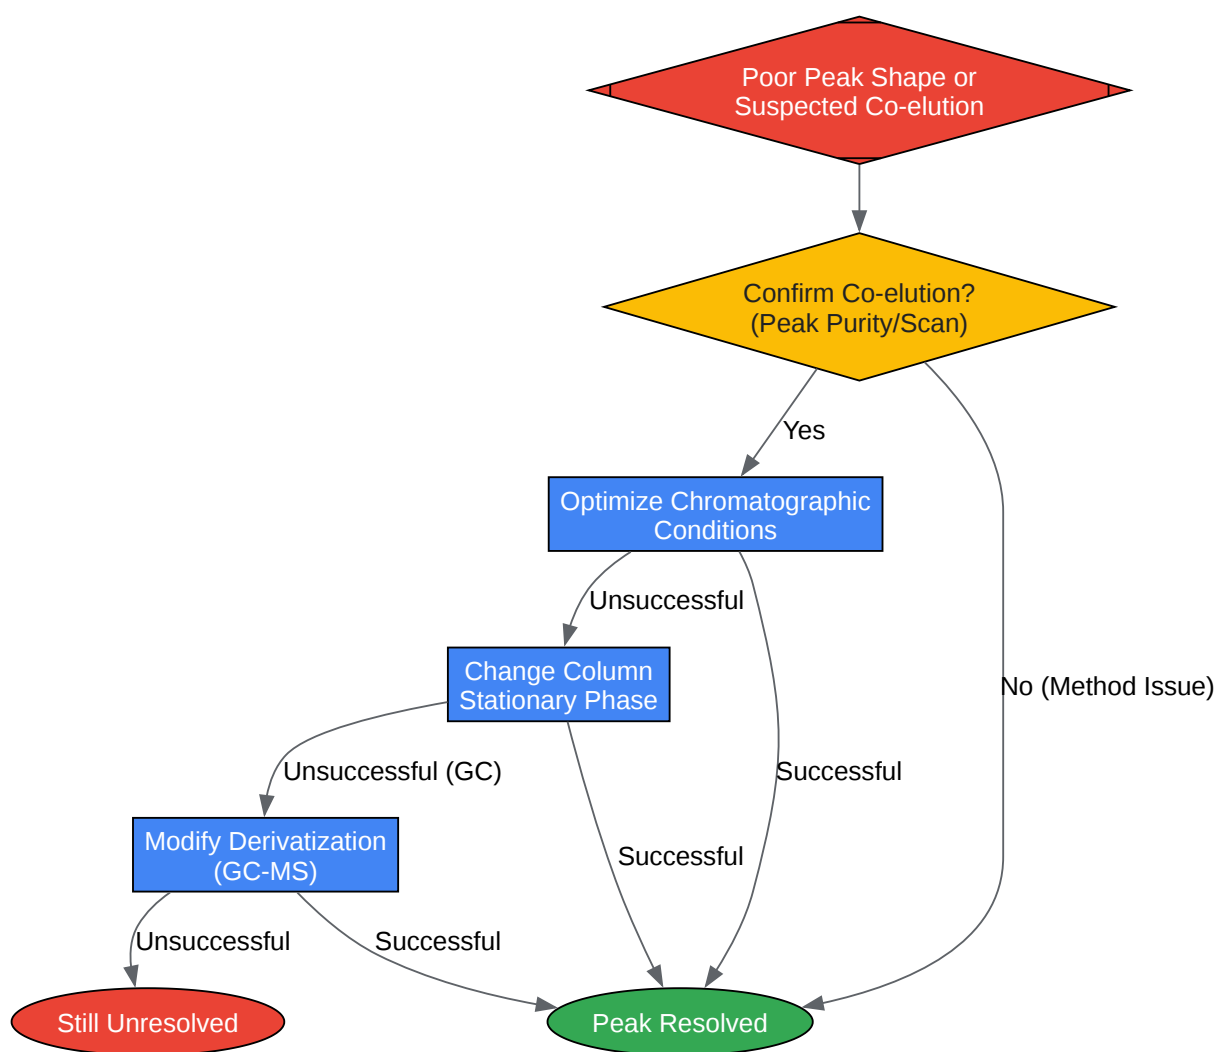 Poor Peak Shape or
Suspected Co-elution
Confirm Co-elution?
(Peak Purity/Scan)
Yes
Optimize Chromatographic
Conditions
Unsuccessful
Change Column
Stationary Phase
No (Method Issue)
Unsuccessful (GC)
Successful
Modify Derivatization
(GC-MS)
Successful
Unsuccessful
Successful
Still Unresolved
Peak Resolved